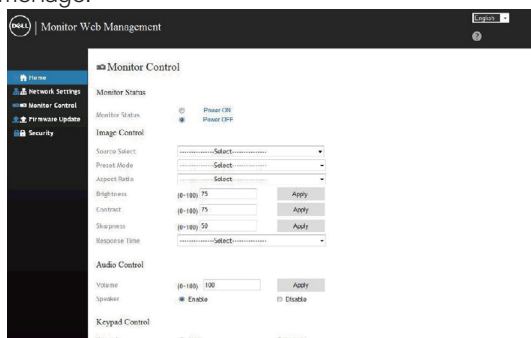 manage.
DELL | Monitor Web Management
English
?
Home
Network Settings
Monitor Control
Firmware Update
Security
Monitor Control
Monitor Status
Monitor Status
Power ON
Power OFF
Image Control
Source Select ---------------Select---------------
Preset Mode ---------------Select---------------
Aspect Ratio ---------------Select---------------
Brightness (0~100) 75 Apply
Contrast (0~100) 75 Apply
Sharpness (0~100) 50 Apply
Response Time ---------------Select---------------
Audio Control
Volume (0~100) 100 Apply
Speaker Enable Disable
Keypad Control